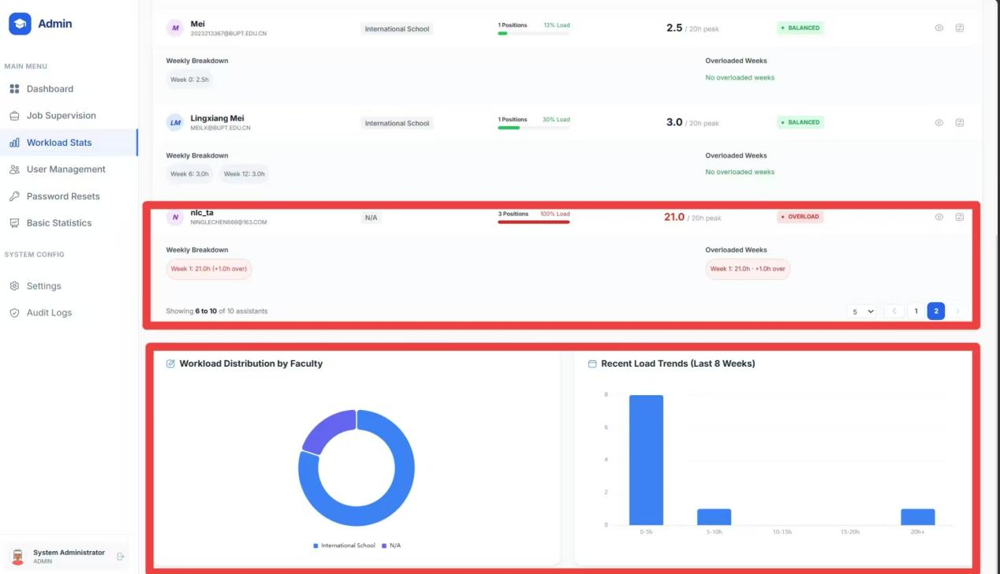 Admin
MAIN MENU
Dashboard
Job Supervision
Workload Stats
User Management
Password Resets
Basic Statistics
SYSTEM CONFIG
Settings
Audit Logs
System Administrator
ADMIN
M Mei International School 1 Positions 13% Load 2.5 / 20h peak • BALANCED
2023213367@BUPT.EDU.CN
Weekly Breakdown Overloaded Weeks
Week 0: 2.5h No overloaded weeks
LM Lingxiang Mei International School 1 Positions 30% Load 3.0 / 20h peak • BALANCED
MEILX@BUPT.EDU.CN
Weekly Breakdown Overloaded Weeks
Week 6: 3.0h Week 12: 3.0h No overloaded weeks
N nlc_ta N/A 3 Positions 100% Load 21.0 / 20h peak • OVERLOAD
NINGLECHEN666@163.COM
Weekly Breakdown Overloaded Weeks
Week 1: 21.0h (+1.0h over) Week 1: 21.0h · +1.0h over
Showing 6 to 10 of 10 assistants 5 1 2
Workload Distribution by Faculty
International School N/A
Recent Load Trends (Last 8 Weeks)
8
6
4
2
0
0-5h 5-10h 10-15h 15-20h 20h+